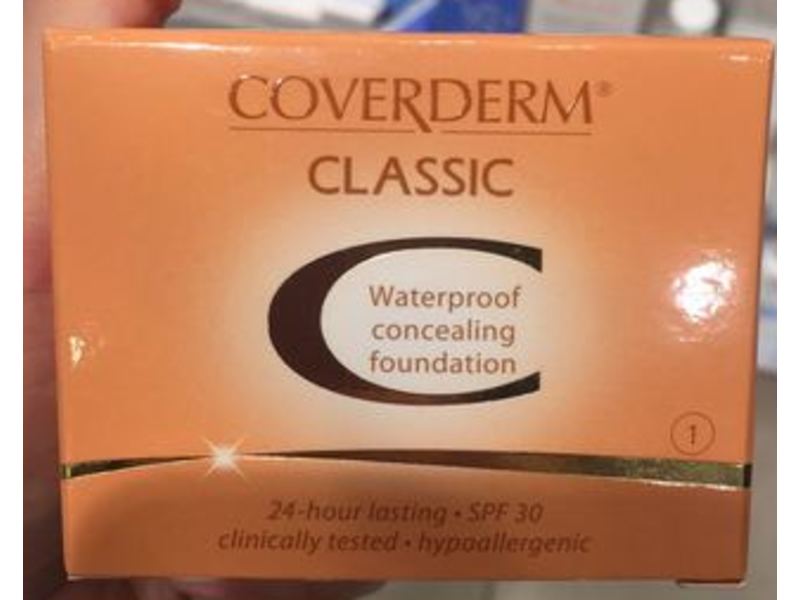 COVERDERM®
CLASSIC
Waterproof
concealing
foundation
1
24-hour lasting • SPF 30
clinically tested • hypoallergenic